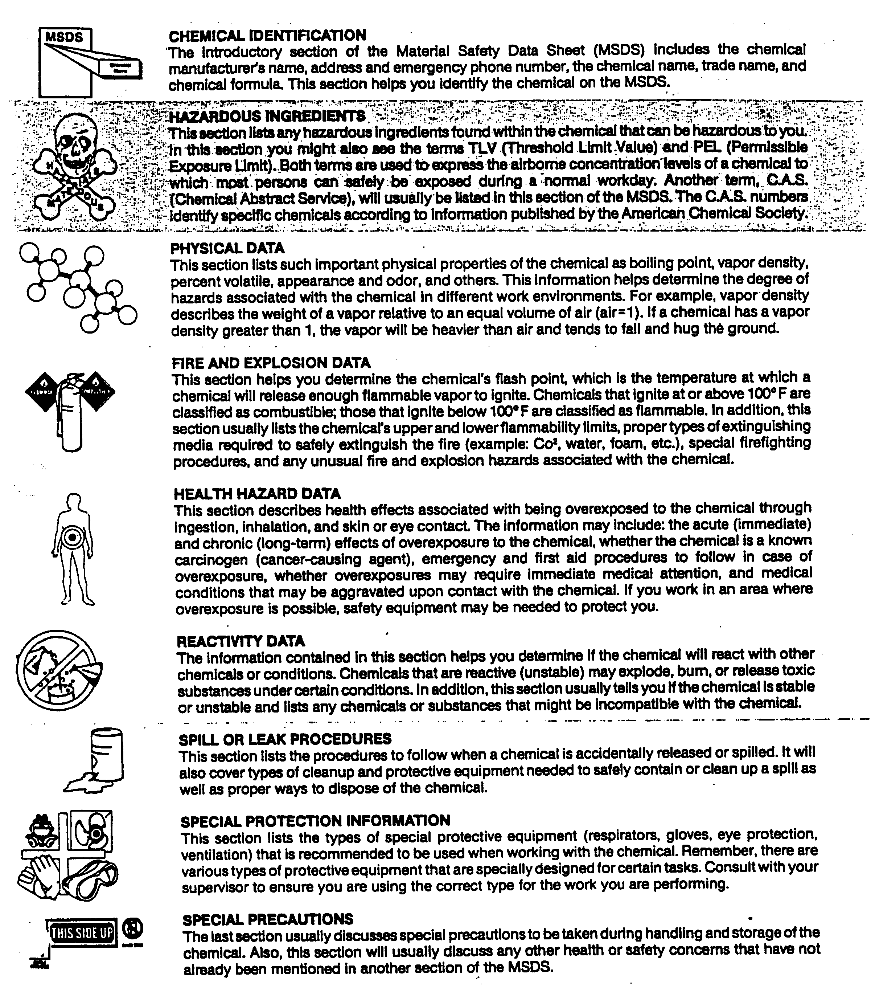 MSDS
CHEMICAL IDENTIFICATION
The Introductory section of the Material Safety Data Sheet (MSDS) includes the chemical
manufacturer's name, address and emergency phone number, the chemical name, trade name, and
chemical formula. This section helps you identify the chemical on the MSDS.
HAZARDOUS INGREDIENTS
This section lists any hazardous ingredients found within the chemical that can be hazardous to you.
In this section you might also see the terms TLV (Threshold Limit Value) and PEL (Permissible
Exposure Limit). Both terms are used to express the airborne concentration levels of a chemical to
which most persons can safely be exposed during a normal workday. Another term, C.A.S.
(Chemical Abstract Service), will usually be listed in this section of the MSDS. The C.A.S. numbers
identify specific chemicals according to information published by the American Chemical Society.
HAZARDOUS
MATERIALS
PHYSICAL DATA
This section lists such important physical properties of the chemical as boiling point, vapor density,
percent volatile, appearance and odor, and others. This information helps determine the degree of
hazards associated with the chemical in different work environments. For example, vapor density
describes the weight of a vapor relative to an equal volume of air (air=1). If a chemical has a vapor
density greater than 1, the vapor will be heavier than air and tends to fall and hug the ground.
FIRE AND EXPLOSION DATA
This section helps you determine the chemical's flash point, which is the temperature at which a
chemical will release enough flammable vapor to ignite. Chemicals that ignite at or above 100° F are
classified as combustible; those that ignite below 100° F are classified as flammable. In addition, this
section usually lists the chemical's upper and lower flammability limits, proper types of extinguishing
media required to safely extinguish the fire (example: Co², water, foam, etc.), special firefighting
procedures, and any unusual fire and explosion hazards associated with the chemical.
HEALTH HAZARD DATA
This section describes health effects associated with being overexposed to the chemical through
ingestion, inhalation, and skin or eye contact. The information may include: the acute (immediate)
and chronic (long-term) effects of overexposure to the chemical, whether the chemical is a known
carcinogen (cancer-causing agent), emergency and first aid procedures to follow in case of
overexposure, whether overexposures may require immediate medical attention, and medical
conditions that may be aggravated upon contact with the chemical. If you work in an area where
overexposure is possible, safety equipment may be needed to protect you.
REACTIVITY DATA
The information contained in this section helps you determine if the chemical will react with other
chemicals or conditions. Chemicals that are reactive (unstable) may explode, burn, or release toxic
substances under certain conditions. In addition, this section usually tells you if the chemical is stable
or unstable and lists any chemicals or substances that might be incompatible with the chemical.
SPILL OR LEAK PROCEDURES
This section lists the procedures to follow when a chemical is accidentally released or spilled. It will
also cover types of cleanup and protective equipment needed to safely contain or clean up a spill as
well as proper ways to dispose of the chemical.
SPECIAL PROTECTION INFORMATION
This section lists the types of special protective equipment (respirators, gloves, eye protection,
ventilation) that is recommended to be used when working with the chemical. Remember, there are
various types of protective equipment that are specially designed for certain tasks. Consult with your
supervisor to ensure you are using the correct type for the work you are performing.
THIS SIDE UP
SPECIAL PRECAUTIONS
The last section usually discusses special precautions to be taken during handling and storage of the
chemical. Also, this section will usually discuss any other health or safety concerns that have not
already been mentioned in another section of the MSDS.